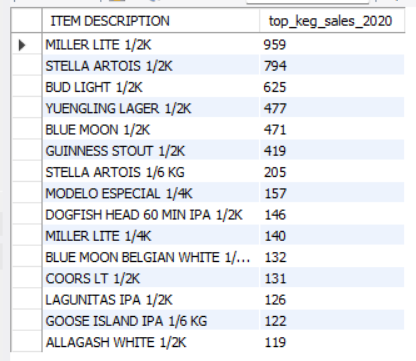 ITEM DESCRIPTION top_keg_sales_2020
MILLER LITE 1/2K 959
STELLA ARTOIS 1/2K 794
BUD LIGHT 1/2K 625
YUENGLING LAGER 1/2K 477
BLUE MOON 1/2K 471
GUINNESS STOUT 1/2K 419
STELLA ARTOIS 1/6 KG 205
MODELO ESPECIAL 1/4K 157
DOGFISH HEAD 60 MIN IPA 1/2K 146
MILLER LITE 1/4K 140
BLUE MOON BELGIAN WHITE 1/... 132
COORS LT 1/2K 131
LAGUNITAS IPA 1/2K 126
GOOSE ISLAND IPA 1/6 KG 122
ALLAGASH WHITE 1/2K 119